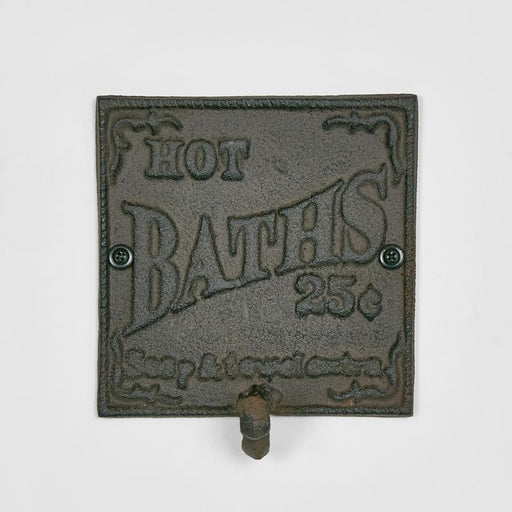 HOT
BATHS
25¢
Soap & towel extra